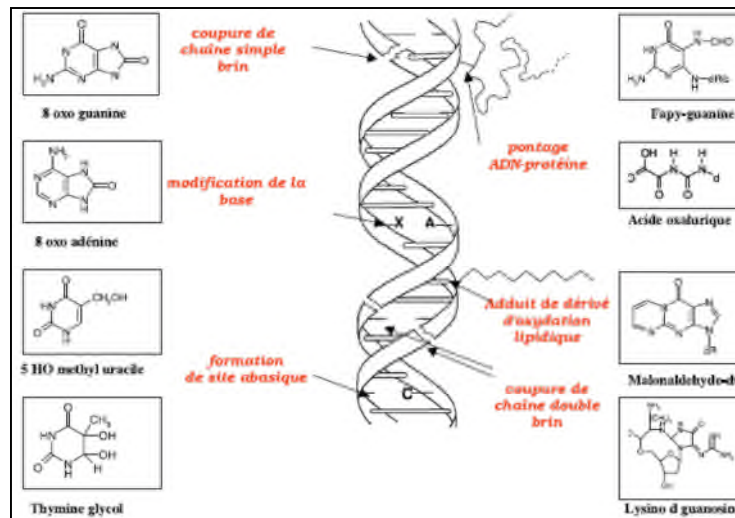 8 oxo guanine
8 oxo adénine
5 HO methyl uracile
Thymine glycol
coupure de
chaîne simple
brin
modification de la
base
formation
de site abasique
X A
C
pontage
ADN-protéine
Adduit de dérivé
d'oxydation
lipidique
coupure de
chaîne double
brin
Fapy-guanine
Acide oxalurique
Malonaldehyde-d
Lysino d guanosin